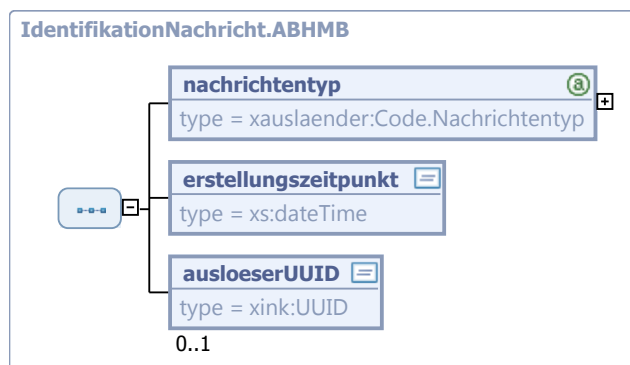 IdentifikationNachricht.ABHMB
nachrichtentyp
type = xauslaender:Code.Nachrichtentyp
erstellungszeitpunkt
type = xs:dateTime
ausloeserUUID
type = xink:UUID
0..1